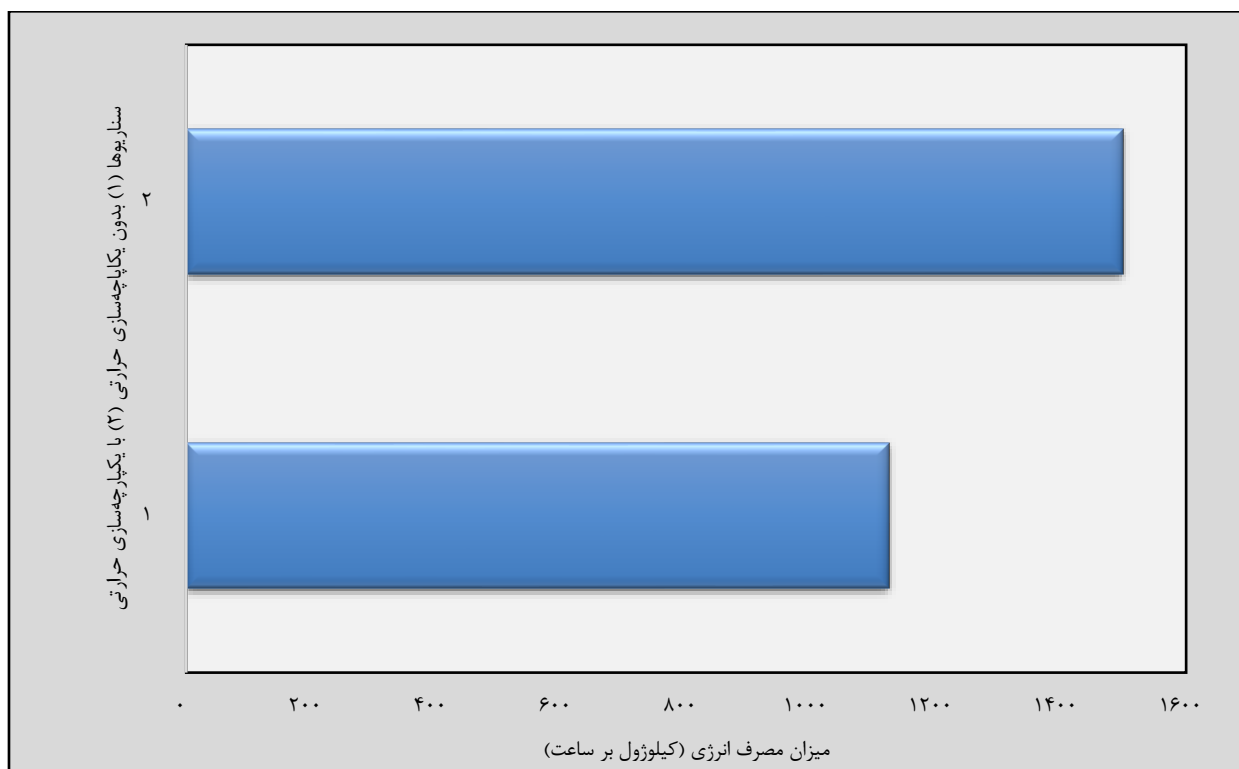 سناریوها (۱) بدون یکاپاچه‌سازی حرارتی (۲) با یکپارچه‌سازی حرارتی
۲
۱
۰ ۲۰۰ ۴۰۰ ۶۰۰ ۸۰۰ ۱۰۰۰ ۱۲۰۰ ۱۴۰۰ ۱۶۰۰
میزان مصرف انرژی (کیلوژول بر ساعت)